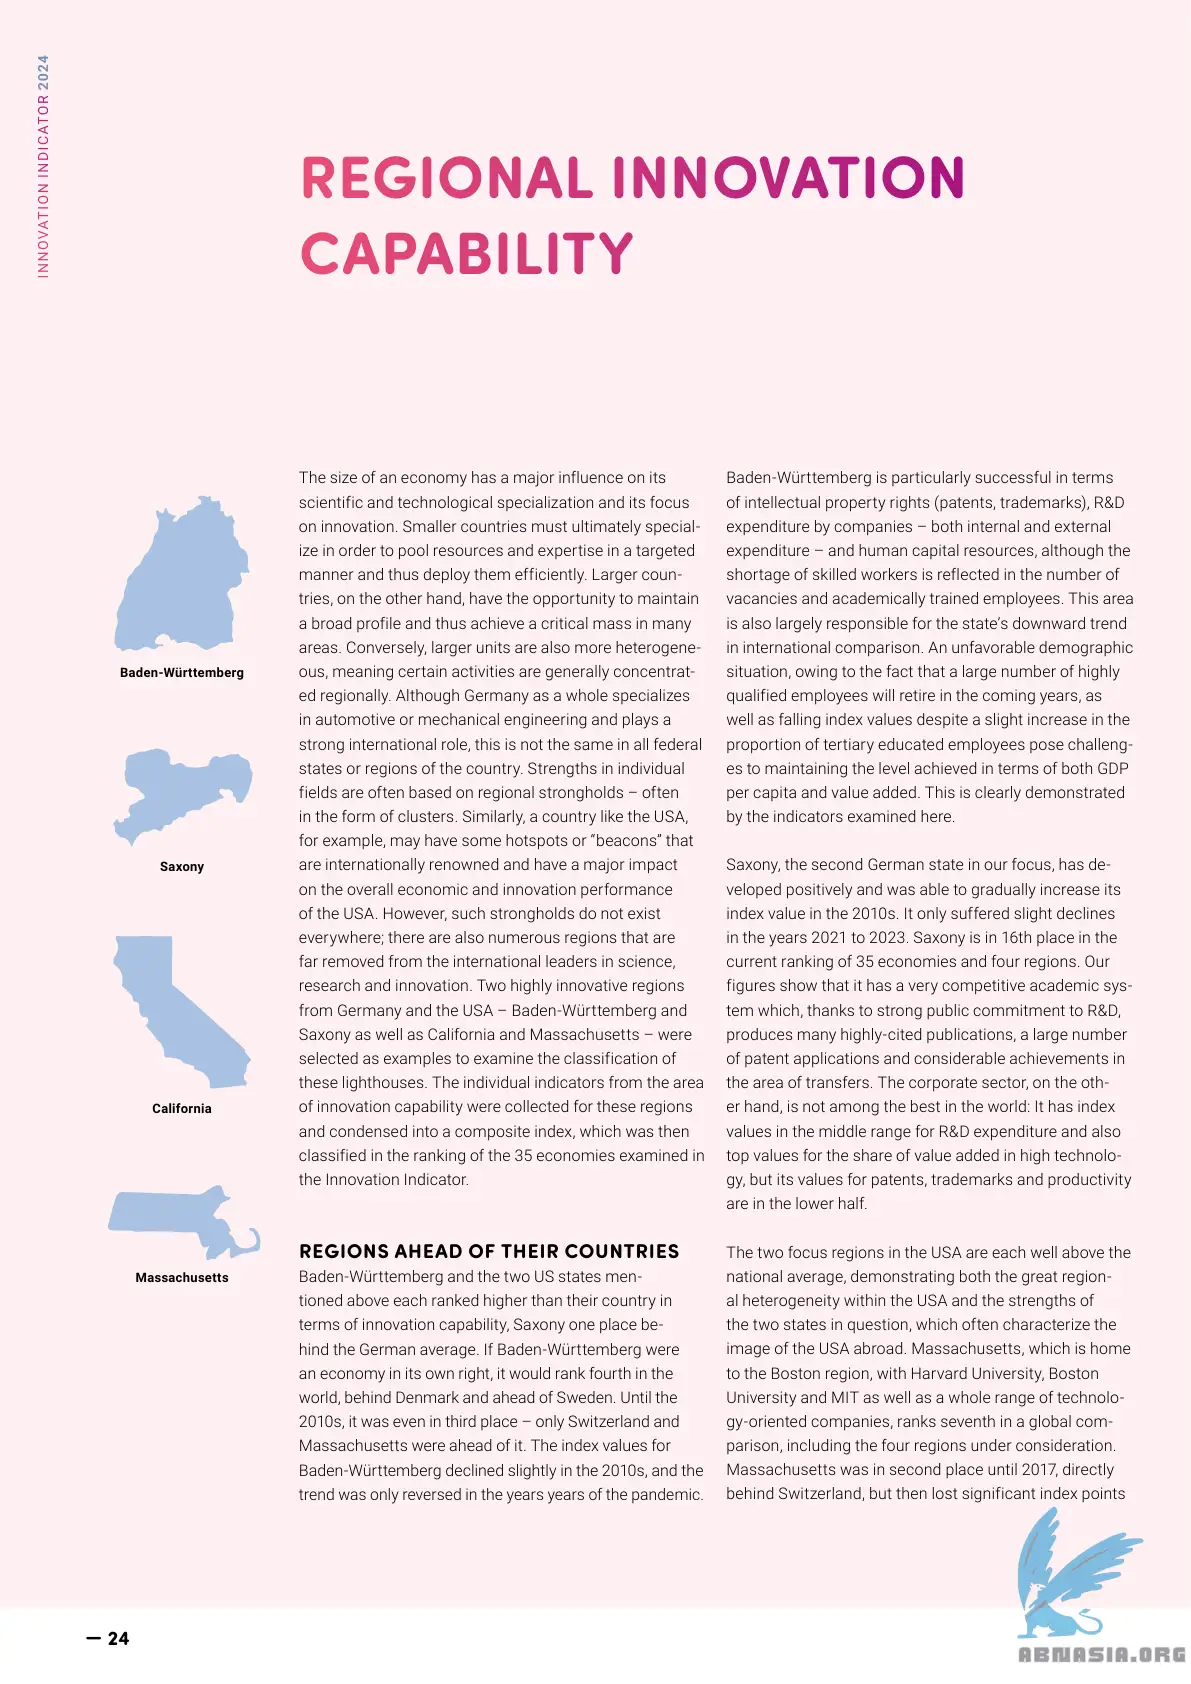 INNOVATION INDICATOR 2024
REGIONAL INNOVATION
CAPABILITY
Baden-Württemberg
Saxony
California
Massachusetts
The size of an economy has a major influence on its
scientific and technological specialization and its focus
on innovation. Smaller countries must ultimately special-
ize in order to pool resources and expertise in a targeted
manner and thus deploy them efficiently. Larger coun-
tries, on the other hand, have the opportunity to maintain
a broad profile and thus achieve a critical mass in many
areas. Conversely, larger units are also more heterogene-
ous, meaning certain activities are generally concentrat-
ed regionally. Although Germany as a whole specializes
in automotive or mechanical engineering and plays a
strong international role, this is not the same in all federal
states or regions of the country. Strengths in individual
fields are often based on regional strongholds – often
in the form of clusters. Similarly, a country like the USA,
for example, may have some hotspots or “beacons” that
are internationally renowned and have a major impact
on the overall economic and innovation performance
of the USA. However, such strongholds do not exist
everywhere; there are also numerous regions that are
far removed from the international leaders in science,
research and innovation. Two highly innovative regions
from Germany and the USA – Baden-Württemberg and
Saxony as well as California and Massachusetts – were
selected as examples to examine the classification of
these lighthouses. The individual indicators from the area
of innovation capability were collected for these regions
and condensed into a composite index, which was then
classified in the ranking of the 35 economies examined in
the Innovation Indicator.
REGIONS AHEAD OF THEIR COUNTRIES
Baden-Württemberg and the two US states men-
tioned above each ranked higher than their country in
terms of innovation capability, Saxony one place be-
hind the German average. If Baden-Württemberg were
an economy in its own right, it would rank fourth in the
world, behind Denmark and ahead of Sweden. Until the
2010s, it was even in third place – only Switzerland and
Massachusetts were ahead of it. The index values for
Baden-Württemberg declined slightly in the 2010s, and the
trend was only reversed in the years years of the pandemic.
Baden-Württemberg is particularly successful in terms
of intellectual property rights (patents, trademarks), R&D
expenditure by companies – both internal and external
expenditure – and human capital resources, although the
shortage of skilled workers is reflected in the number of
vacancies and academically trained employees. This area
is also largely responsible for the state’s downward trend
in international comparison. An unfavorable demographic
situation, owing to the fact that a large number of highly
qualified employees will retire in the coming years, as
well as falling index values despite a slight increase in the
proportion of tertiary educated employees pose challeng-
es to maintaining the level achieved in terms of both GDP
per capita and value added. This is clearly demonstrated
by the indicators examined here.
Saxony, the second German state in our focus, has de-
veloped positively and was able to gradually increase its
index value in the 2010s. It only suffered slight declines
in the years 2021 to 2023. Saxony is in 16th place in the
current ranking of 35 economies and four regions. Our
figures show that it has a very competitive academic sys-
tem which, thanks to strong public commitment to R&D,
produces many highly-cited publications, a large number
of patent applications and considerable achievements in
the area of transfers. The corporate sector, on the oth-
er hand, is not among the best in the world: It has index
values in the middle range for R&D expenditure and also
top values for the share of value added in high technolo-
gy, but its values for patents, trademarks and productivity
are in the lower half.
The two focus regions in the USA are each well above the
national average, demonstrating both the great region-
al heterogeneity within the USA and the strengths of
the two states in question, which often characterize the
image of the USA abroad. Massachusetts, which is home
to the Boston region, with Harvard University, Boston
University and MIT as well as a whole range of technolo-
gy-oriented companies, ranks seventh in a global com-
parison, including the four regions under consideration.
Massachusetts was in second place until 2017, directly
behind Switzerland, but then lost significant index points
— 24
ABNASIA.ORG